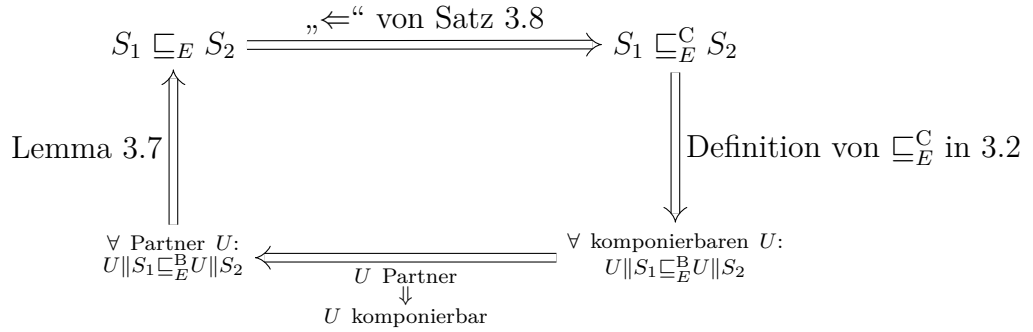 „⇐“ von Satz 3.8
S₁ ⊑_E S₂
S₁ ⊑_E^C S₂
Lemma 3.7
Definition von ⊑_E^C in 3.2
∀ Partner U:
U∥S₁⊑_E^B U∥S₂
∀ komponierbaren U:
U∥S₁⊑_E^B U∥S₂
U Partner
⇓
U komponierbar